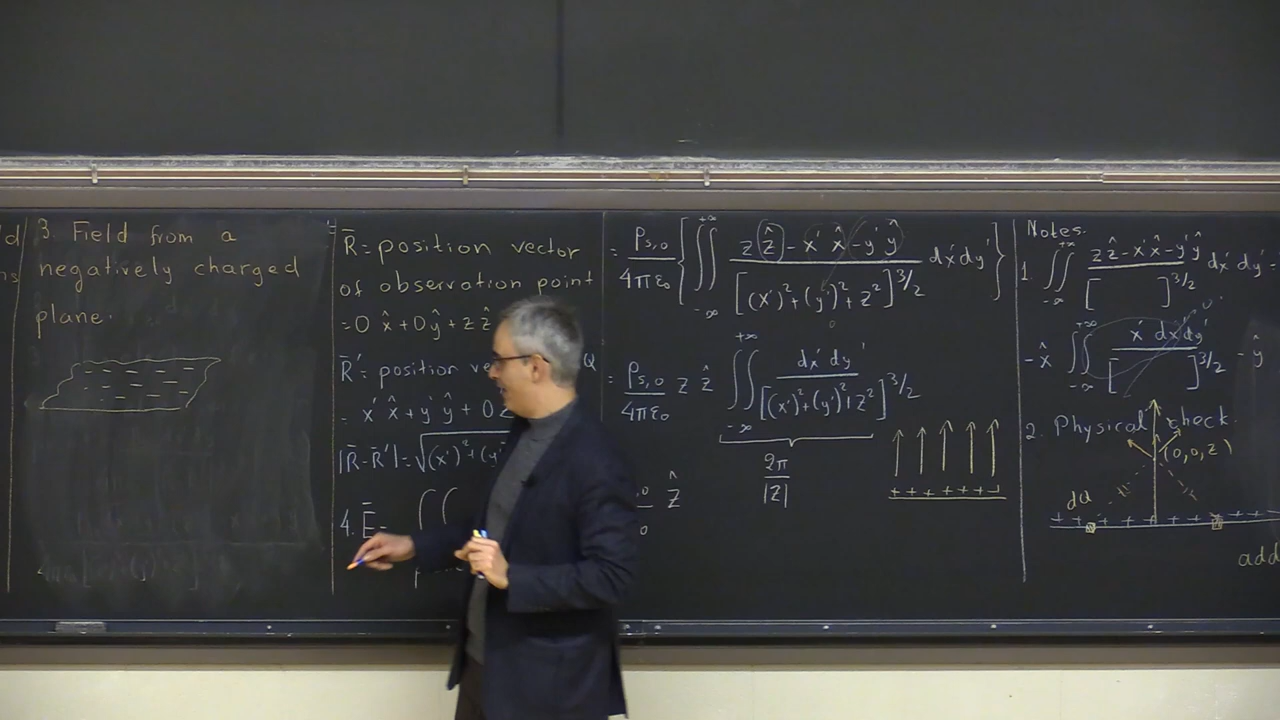 3. Field from a
negatively charged
plane.
R̄ = position vector
of observation point
= 0 x̂ + 0 ŷ + z ẑ
R̄' = position ve Q
= x' x̂ + y' ŷ + 0
|R̄ - R̄'| = √(x')² + (y'
4. Ē =
= ρs,o / 4πε₀ { ∫∫∫ -∞ +∞ (z ẑ - x' x̂ - y' ŷ) / [(x')² + (y')² + z²]^3/2 dx'dy' }
0
= ρs,o / 4πε₀ z ẑ ∫∫∫ -∞ +∞ dx'dy' / [(x')² + (y')² + z²]^3/2
2π / |z|
ẑ
+ + + + + + + +
Notes.
1 ∫∫ -∞ +∞ (z ẑ - x' x̂ - y' ŷ) / [ ]^3/2 dx'dy' =
- x̂ ∫∫ -∞ +∞ x' dx'dy' / [ ]^3/2 0 - ŷ
2. Physical check.
(0,0,z)
dQ
+ + + + + + + + + + +
add